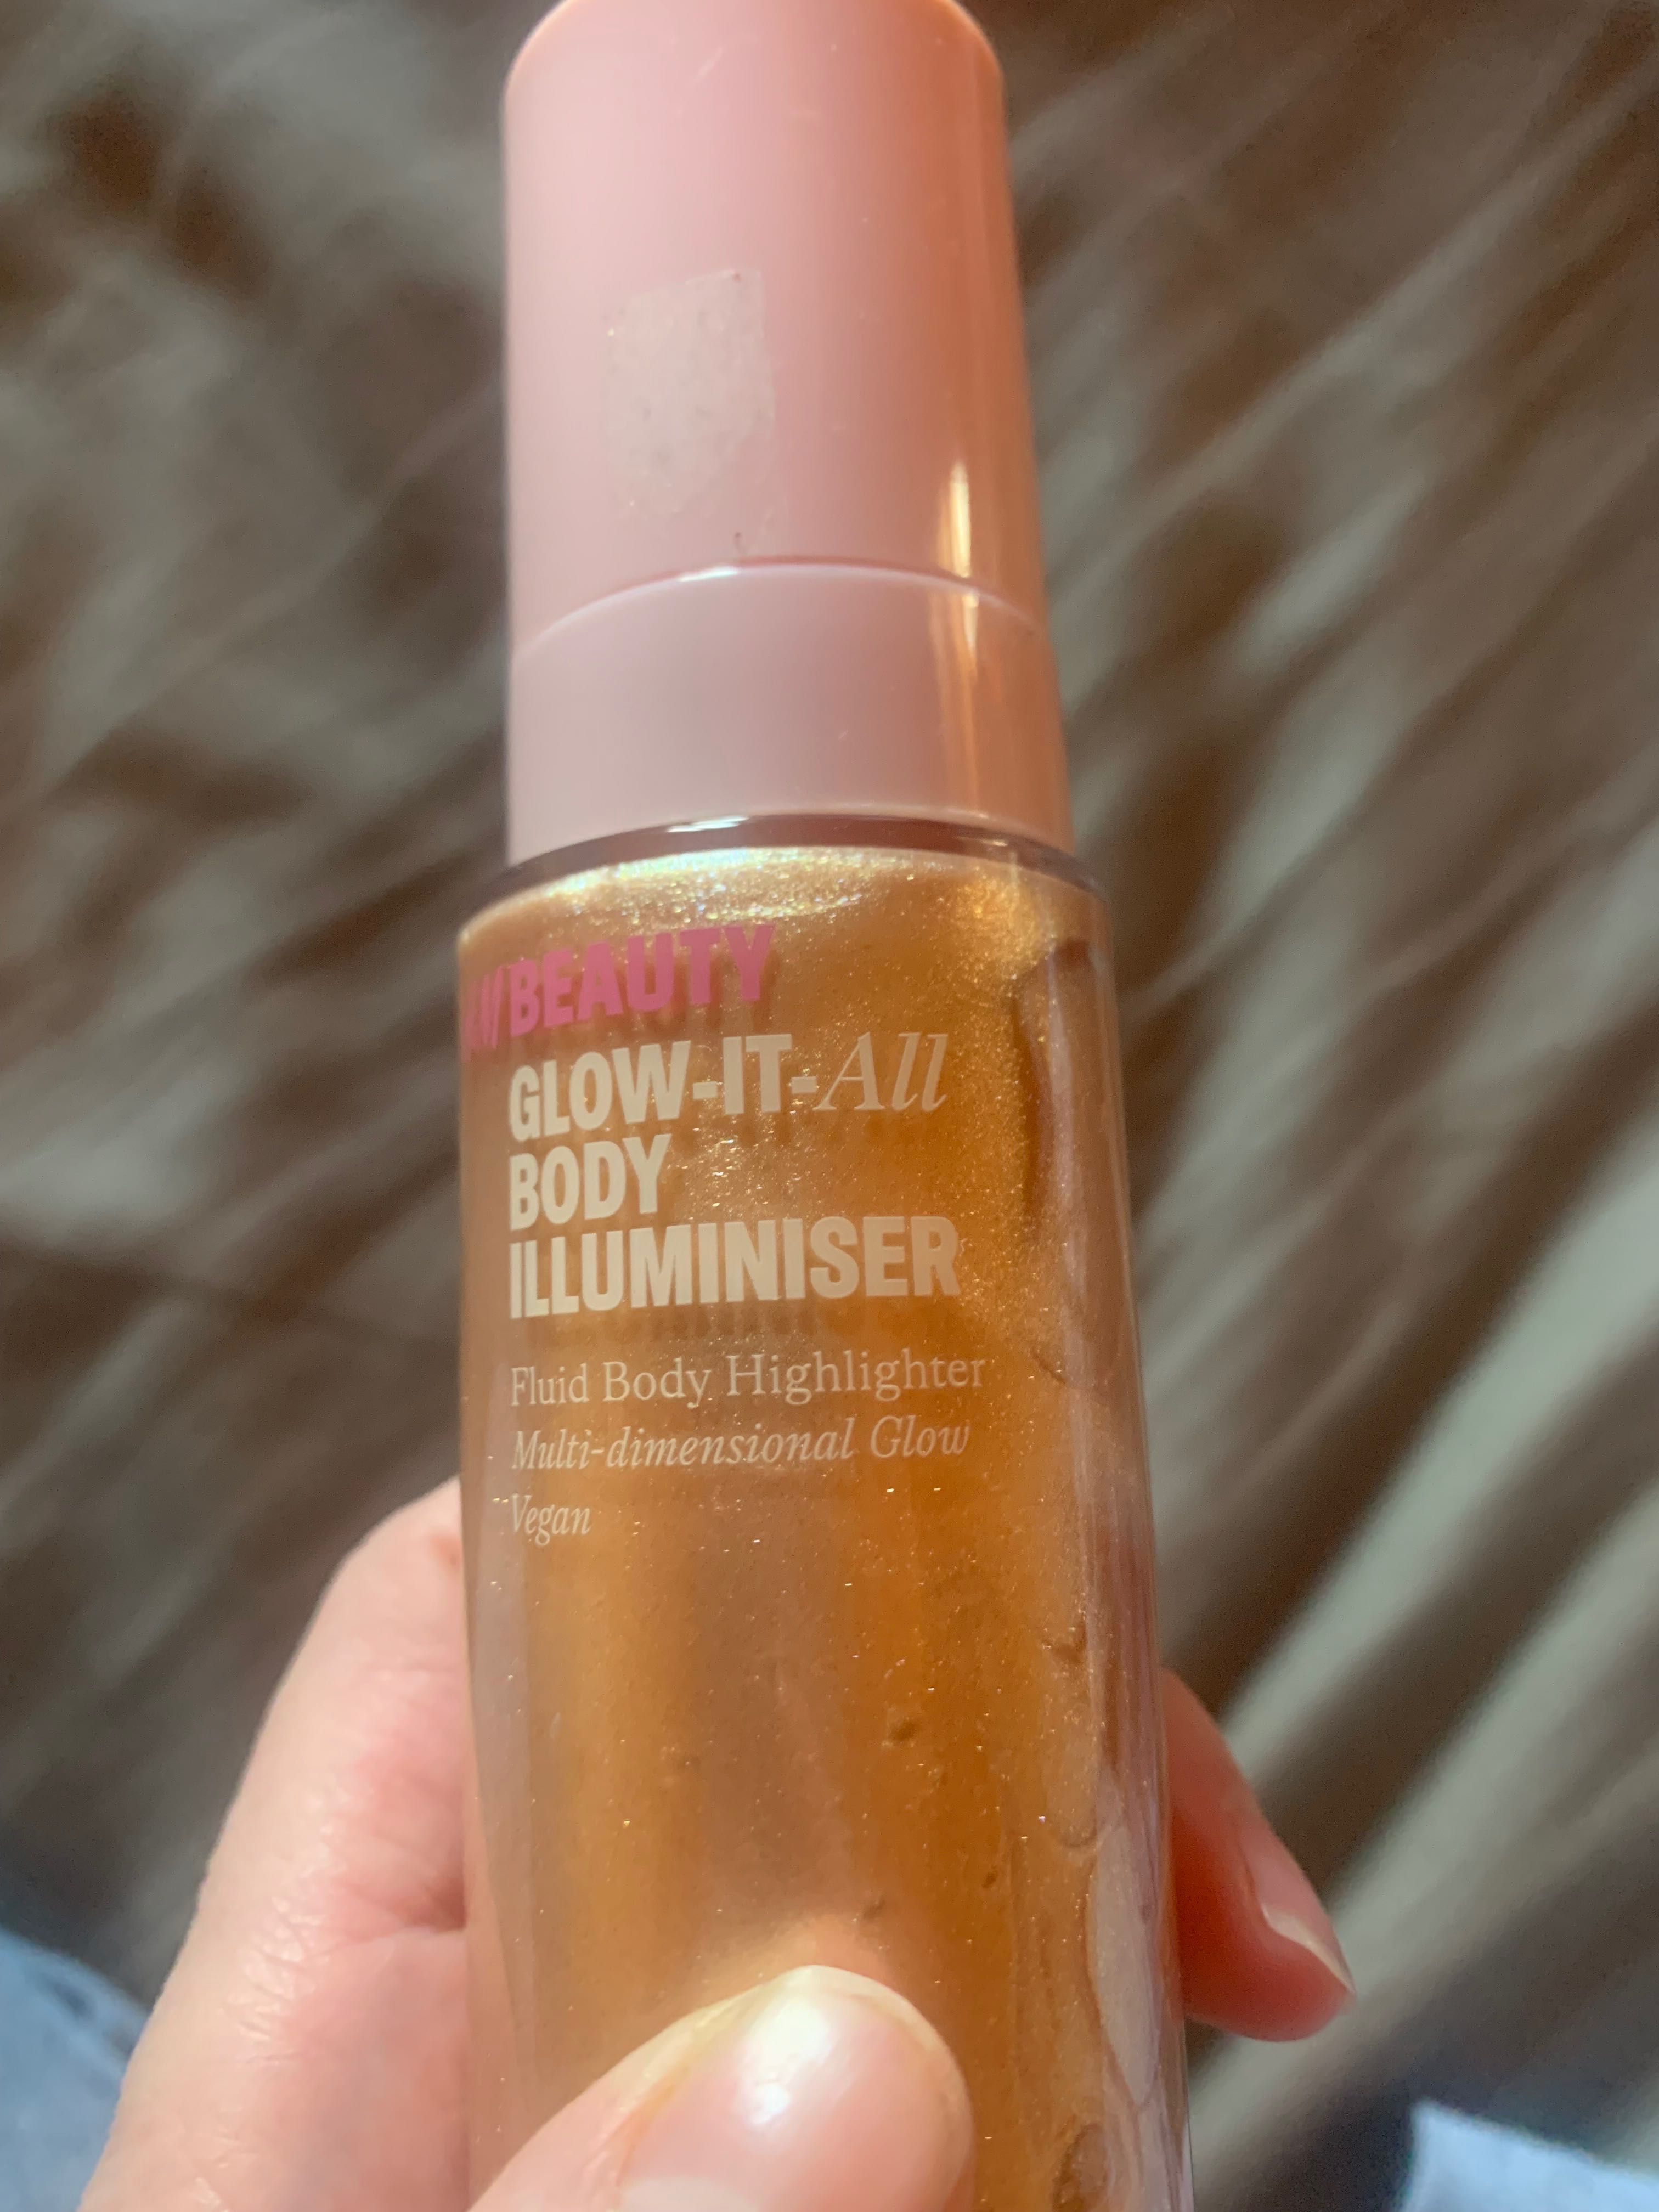 //BEAUTY
GLOW-IT-All
BODY
ILLUMINISER
Fluid Body Highlighter
Multi-dimensional Glow
Vegan